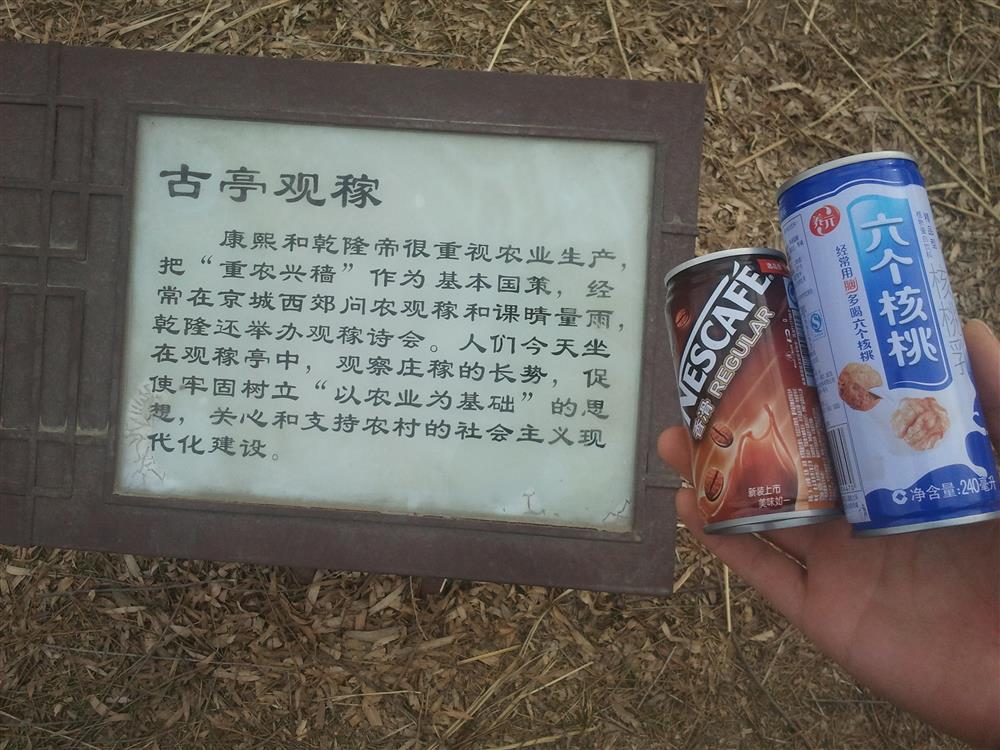 古亭观稼
康熙和乾隆帝很重视农业生产，
把“重农兴穑”作为基本国策，经
常在京城西郊问农观稼和课晴量雨，
乾隆还举办观稼诗会。人们今天坐
在观稼亭中，观察庄稼的长势，促
使牢固树立“以农业为基础”的思
想，关心和支持农村的社会主义现
代化建设。
NESCAFÉ
香滑 REGULAR
新装上市
美味如一
养元
六个核桃
经常用脑多喝六个核桃
净含量:240毫升